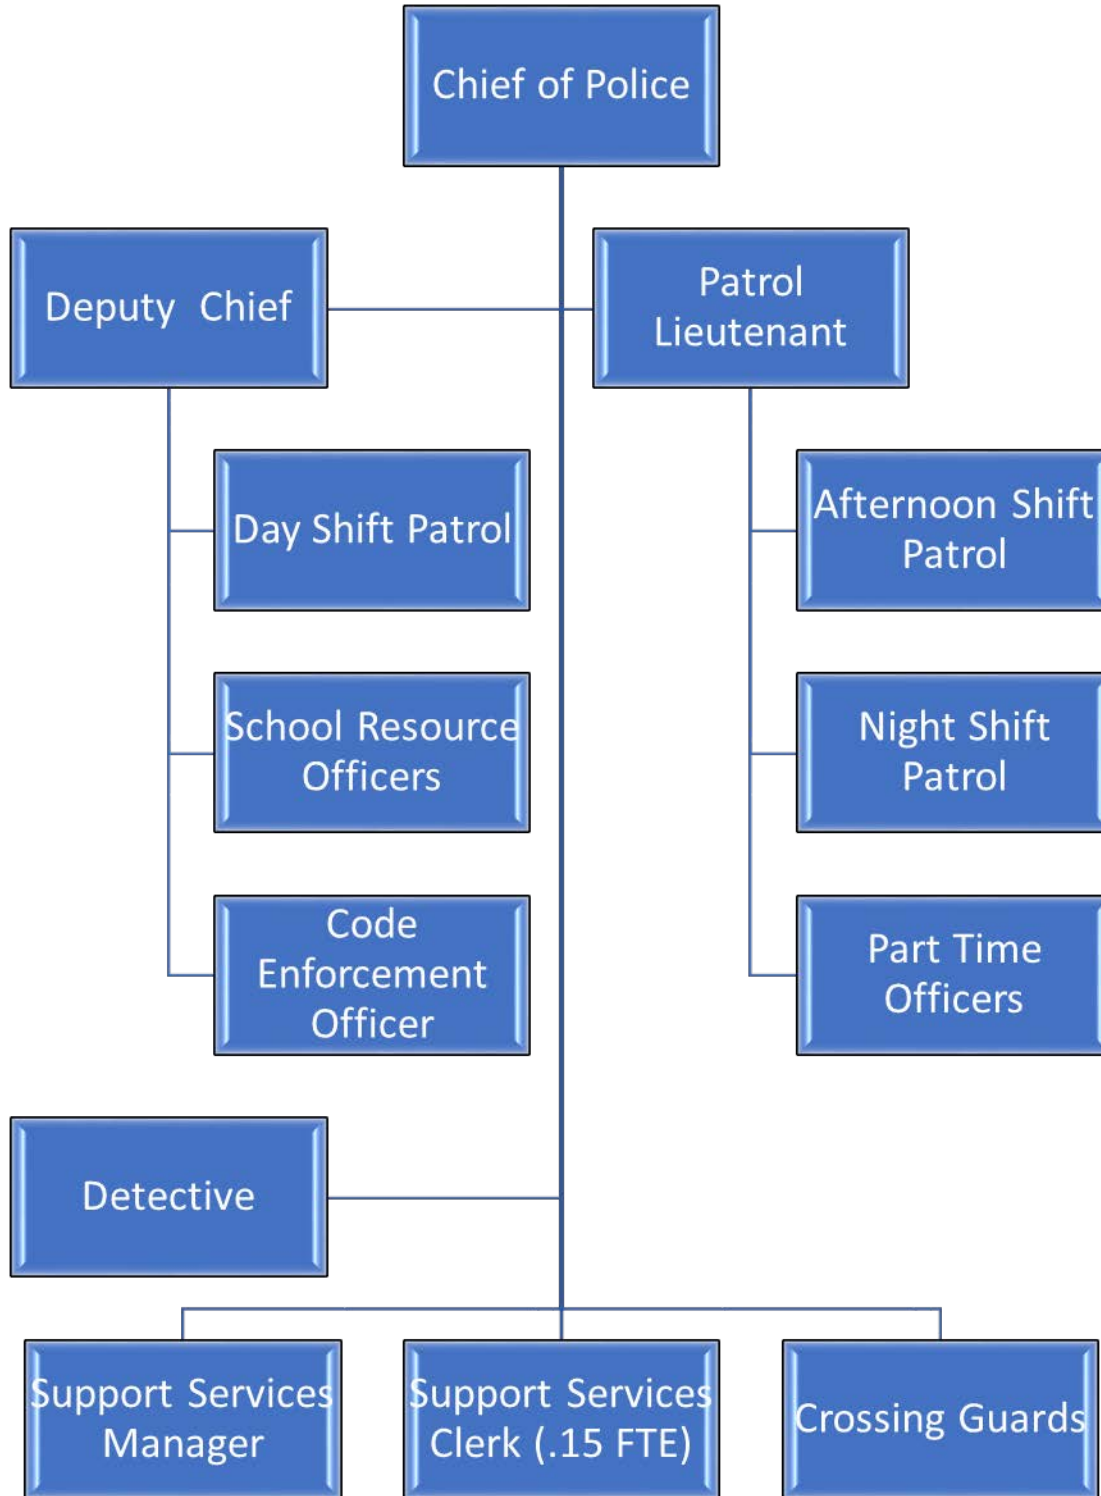 Chief of Police
Deputy Chief
Patrol
Lieutenant
Day Shift Patrol
School Resource
Officers
Code
Enforcement
Officer
Afternoon Shift
Patrol
Night Shift
Patrol
Part Time
Officers
Detective
Support Services
Manager
Support Services
Clerk (.15 FTE)
Crossing Guards